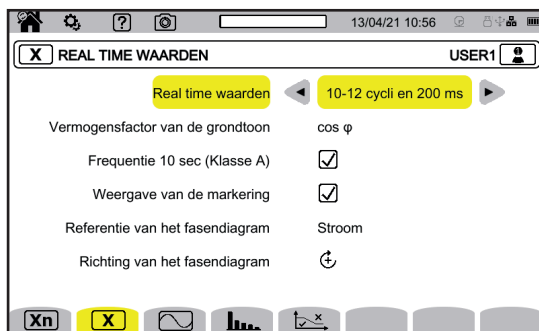 ? 13/04/21 10:56
X REAL TIME WAARDEN USER1
Real time waarden 10-12 cycli en 200 ms
Vermogensfactor van de grondtoon cos φ
Frequentie 10 sec (Klasse A)
Weergave van de markering
Referentie van het fasendiagram Stroom
Richting van het fasendiagram
Xn X